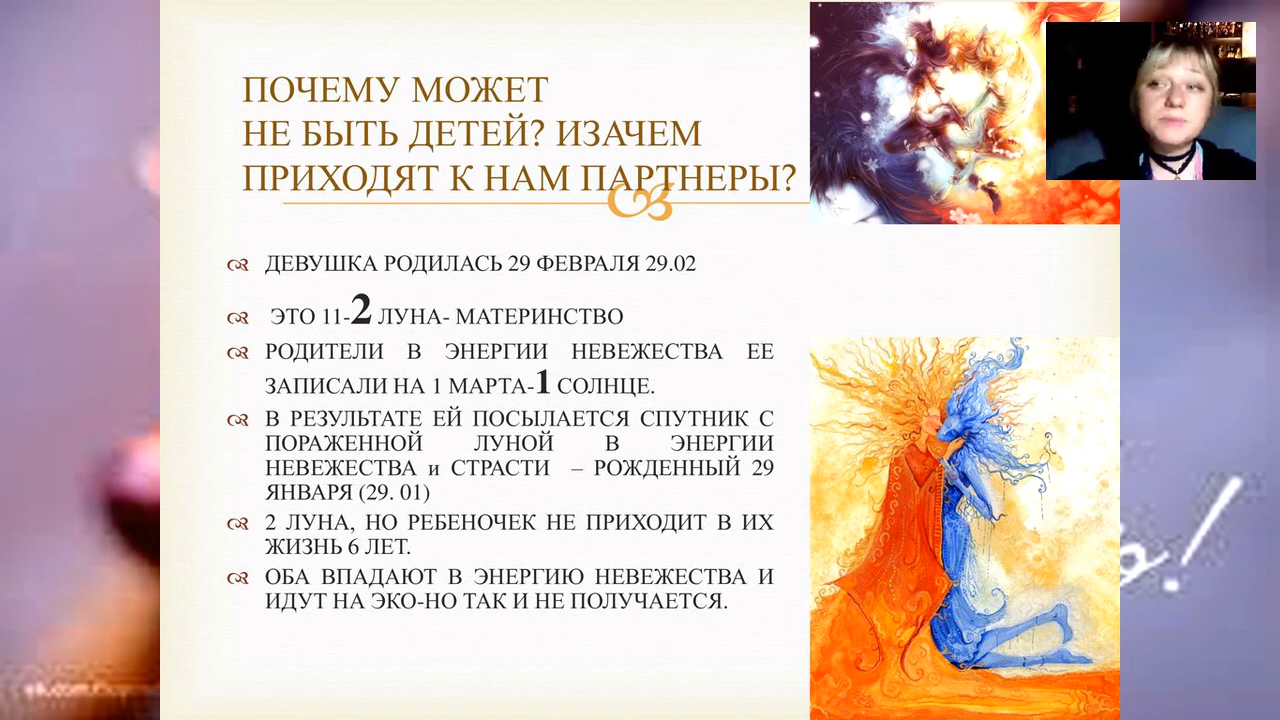 ПОЧЕМУ МОЖЕТ
НЕ БЫТЬ ДЕТЕЙ? ИЗАЧЕМ
ПРИХОДЯТ К НАМ ПАРТНЕРЫ?
ДЕВУШКА РОДИЛАСЬ 29 ФЕВРАЛЯ 29.02
ЭТО 11-2 ЛУНА- МАТЕРИНСТВО
РОДИТЕЛИ В ЭНЕРГИИ НЕВЕЖЕСТВА ЕЕ
ЗАПИСАЛИ НА 1 МАРТА-1 СОЛНЦЕ.
В РЕЗУЛЬТАТЕ ЕЙ ПОСЫЛАЕТСЯ СПУТНИК С
ПОРАЖЕННОЙ ЛУНОЙ В ЭНЕРГИИ
НЕВЕЖЕСТВА и СТРАСТИ – РОЖДЕННЫЙ 29
ЯНВАРЯ (29. 01)
2 ЛУНА, НО РЕБЕНОЧЕК НЕ ПРИХОДИТ В ИХ
ЖИЗНЬ 6 ЛЕТ.
ОБА ВПАДАЮТ В ЭНЕРГИЮ НЕВЕЖЕСТВА И
ИДУТ НА ЭКО-НО ТАК И НЕ ПОЛУЧАЕТСЯ.